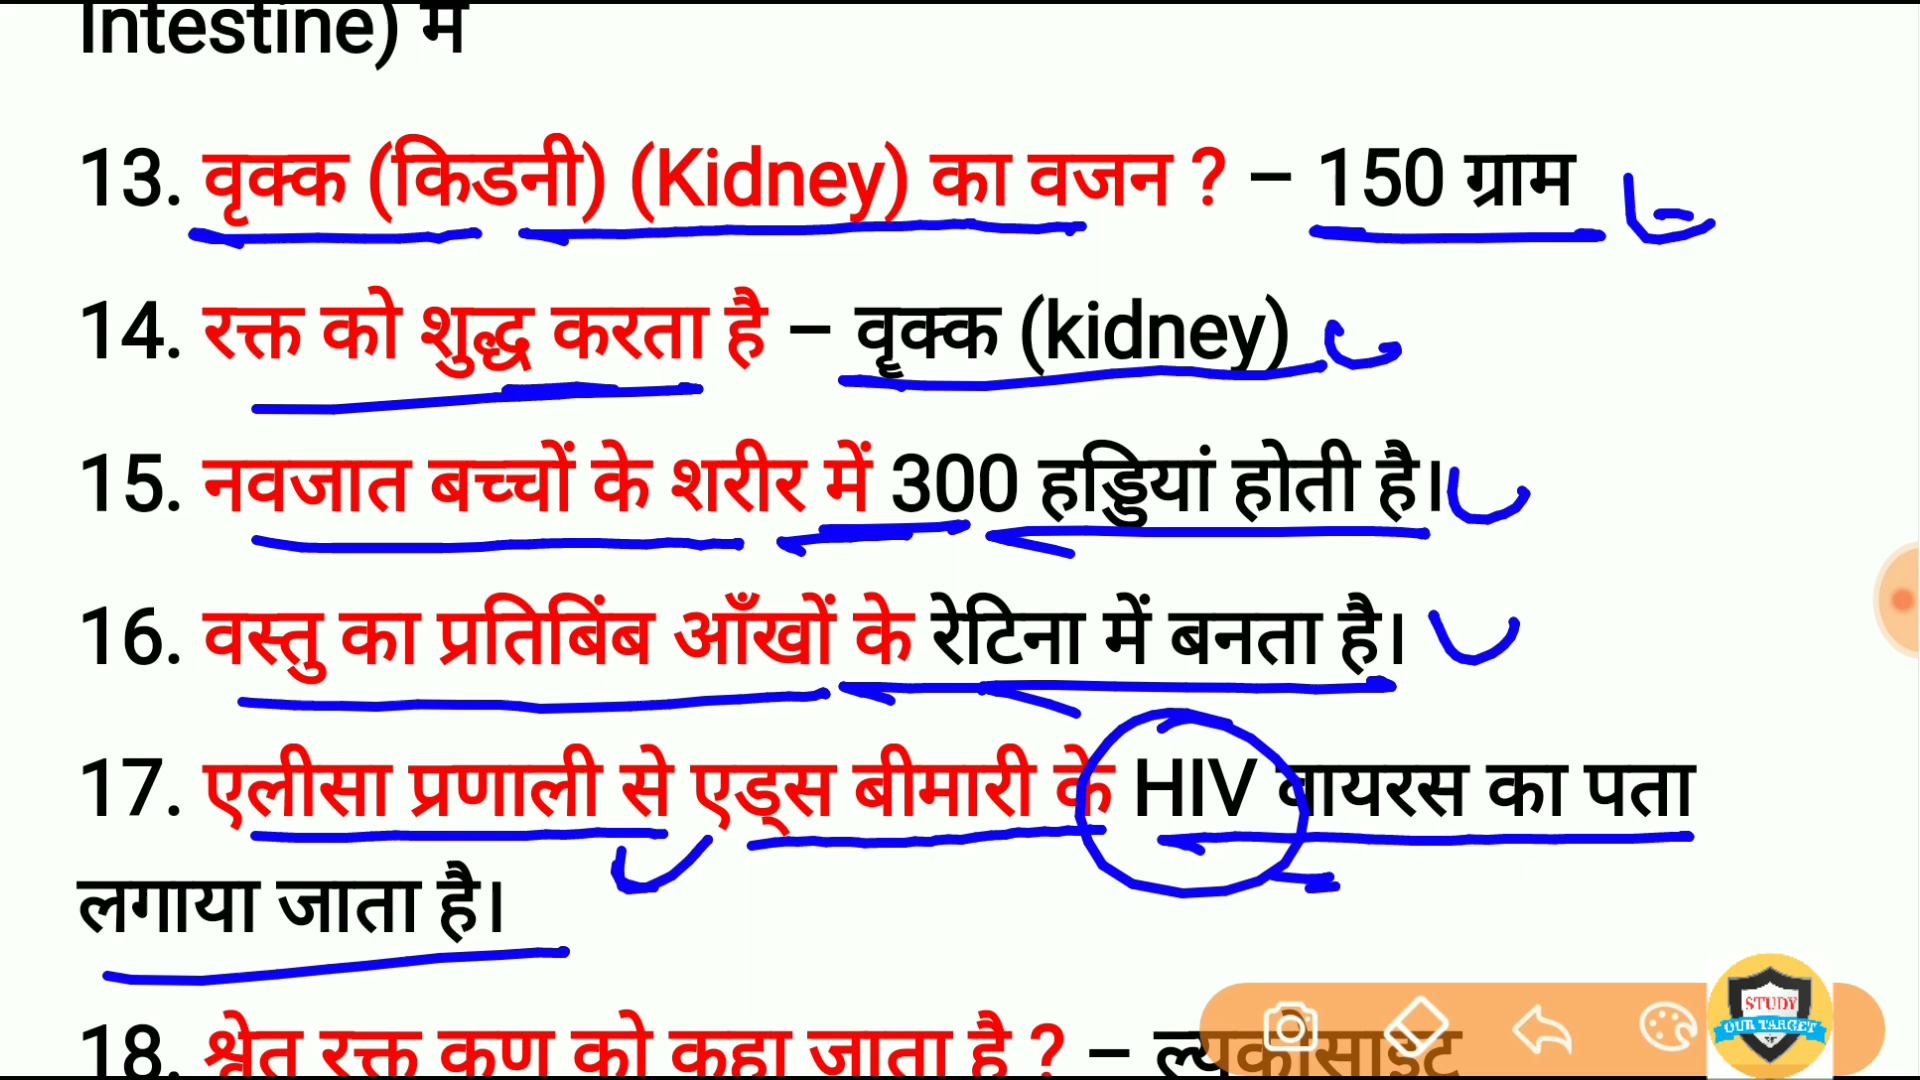 Intestine) में
13. वृक्क (किडनी) (Kidney) का वजन ? – 150 ग्राम
14. रक्त को शुद्ध करता है – वृक्क (kidney)
15. नवजात बच्चों के शरीर में 300 हड्डियां होती है।
16. वस्तु का प्रतिबिंब आँखों के रेटिना में बनता है।
17. एलीसा प्रणाली से एड्स बीमारी के HIV वायरस का पता
लगाया जाता है।
18. श्वेत रक्त कण को कहा जाता है ? – ल्यूकोसाइट
STUDY
OUR TARGET